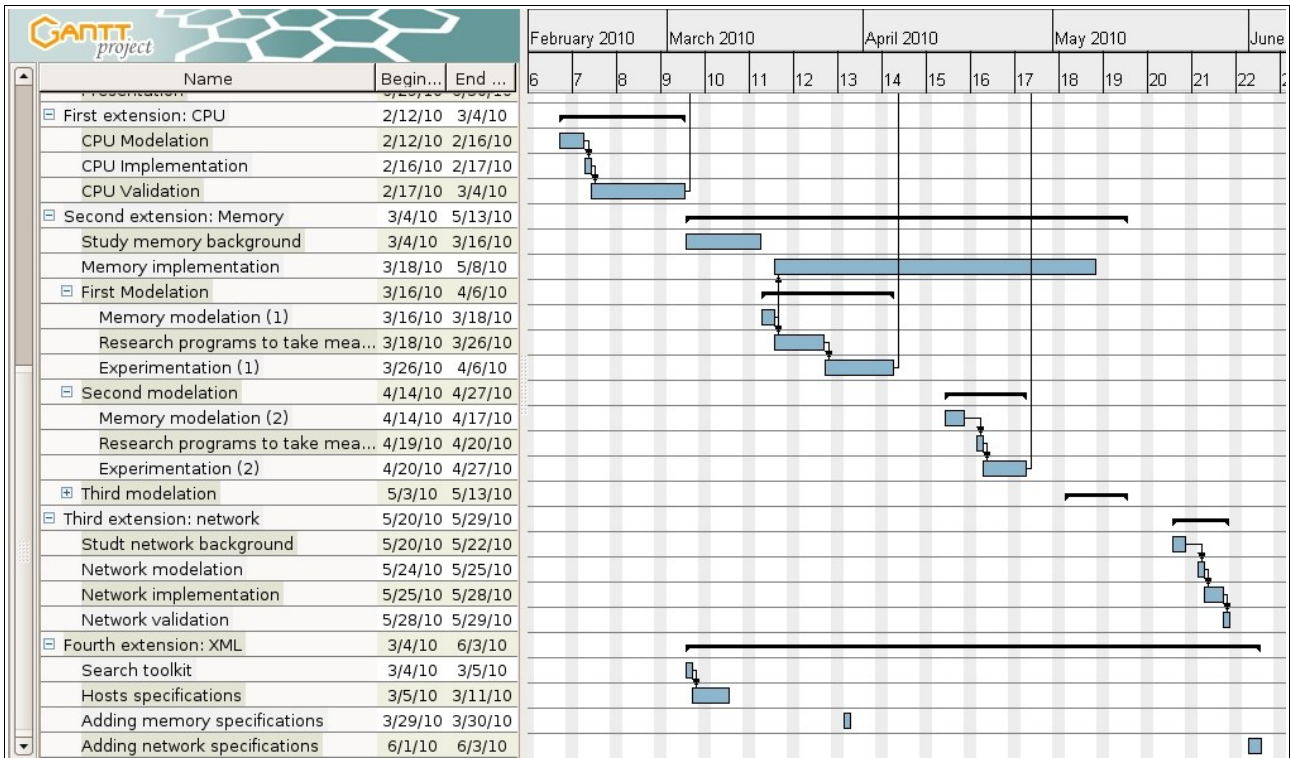 GANTT project
February 2010 March 2010 April 2010 May 2010 June
Name Begin... End ...
6 7 8 9 10 11 12 13 14 15 16 17 18 19 20 21 22
First extension: CPU 2/12/10 3/4/10
CPU Modelation 2/12/10 2/16/10
CPU Implementation 2/16/10 2/17/10
CPU Validation 2/17/10 3/4/10
Second extension: Memory 3/4/10 5/13/10
Study memory background 3/4/10 3/16/10
Memory implementation 3/18/10 5/8/10
First Modelation 3/16/10 4/6/10
Memory modelation (1) 3/16/10 3/18/10
Research programs to take mea... 3/18/10 3/26/10
Experimentation (1) 3/26/10 4/6/10
Second modelation 4/14/10 4/27/10
Memory modelation (2) 4/14/10 4/17/10
Research programs to take mea... 4/19/10 4/20/10
Experimentation (2) 4/20/10 4/27/10
Third modelation 5/3/10 5/13/10
Third extension: network 5/20/10 5/29/10
Studt network background 5/20/10 5/22/10
Network modelation 5/24/10 5/25/10
Network implementation 5/25/10 5/28/10
Network validation 5/28/10 5/29/10
Fourth extension: XML 3/4/10 6/3/10
Search toolkit 3/4/10 3/5/10
Hosts specifications 3/5/10 3/11/10
Adding memory specifications 3/29/10 3/30/10
Adding network specifications 6/1/10 6/3/10